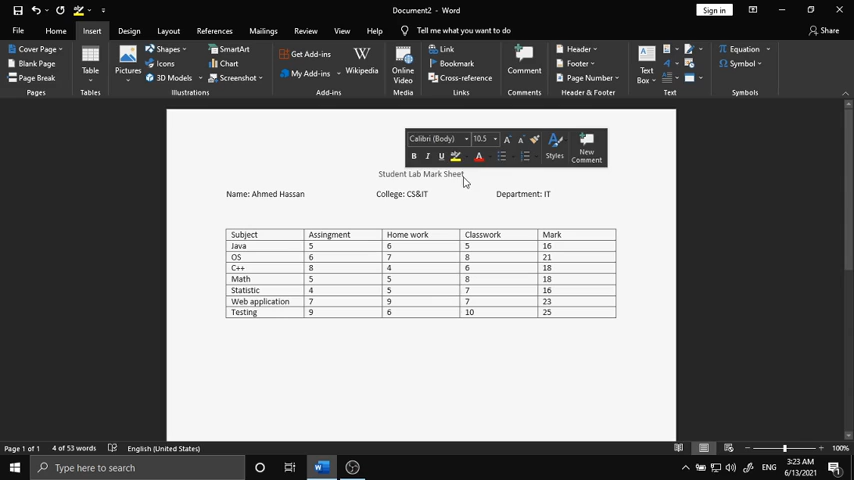 Document2 - Word
Sign in
File Home Insert Design Layout References Mailings Review View Help Tell me what you want to do Share
Cover Page
Blank Page
Page Break
Pages
Table
Tables
Pictures
Shapes
Icons
3D Models
SmartArt
Chart
Screenshot
Illustrations
Get Add-ins
My Add-ins
Wikipedia
Add-ins
Online
Video
Media
Link
Bookmark
Cross-reference
Links
Comment
Comments
Header
Footer
Page Number
Header & Footer
Text
Box
Text
Equation
Symbol
Symbols
Calibri (Body) 10.5
B I U A
Styles
New
Comment
Student Lab Mark Sheet
Name: Ahmed Hassan College: CS&IT Department: IT
Subject Assingment Home work Classwork Mark
Java 5 6 5 16
OS 6 7 8 21
C++ 8 4 6 18
Math 5 5 8 18
Statistic 4 5 7 16
Web application 7 9 7 23
Testing 9 6 10 25
Page 1 of 1 4 of 53 words English (United States) 100%
Type here to search
ENG
3:23 AM
6/13/2021
1